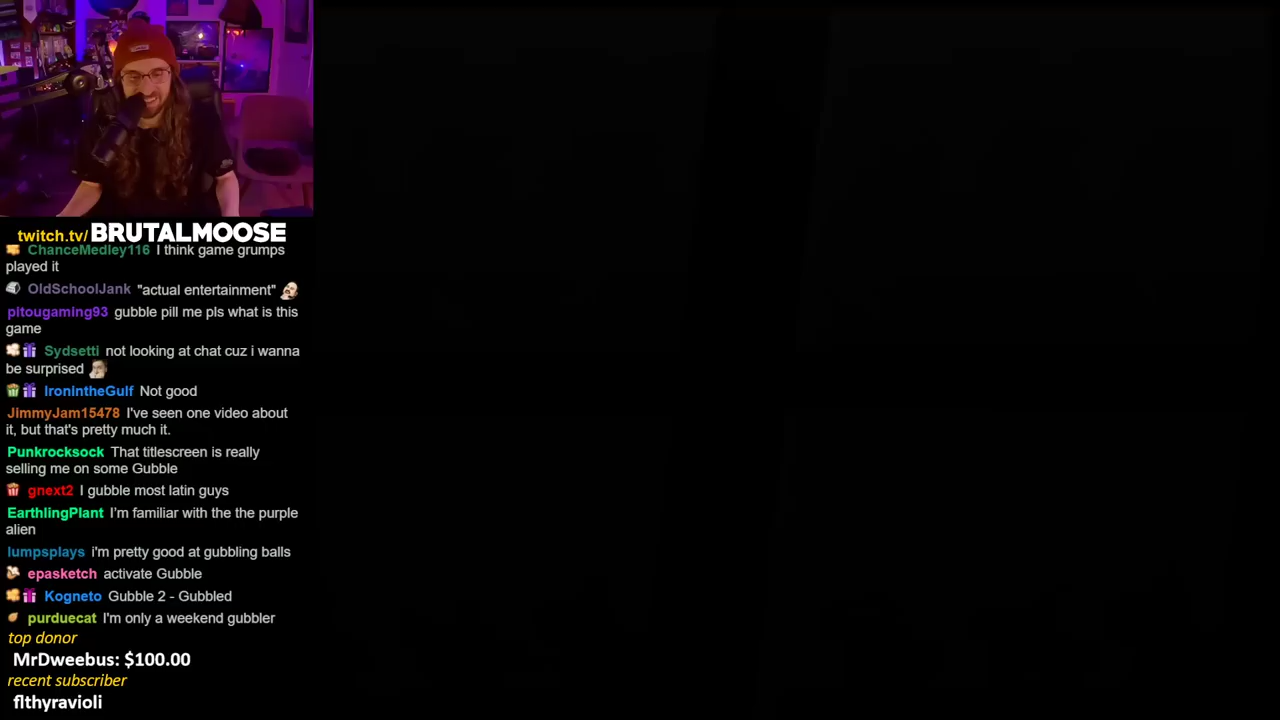 twitch.tv/BRUTALMOOSE
ChanceMedley116 I think game grumps
played it
OldSchoolJank "actual entertainment"
pitougaming93 gubble pill me pls what is this
game
Sydsetti not looking at chat cuz i wanna
be surprised
IronintheGulf Not good
JimmyJam15478 I've seen one video about
it, but that's pretty much it.
Punkrocksock That titlescreen is really
selling me on some Gubble
gnext2 I gubble most latin guys
EarthlingPlant I'm familiar with the the purple
alien
lumpsplays i'm pretty good at gubbling balls
epasketch activate Gubble
Kogneto Gubble 2 - Gubbled
purduecat I'm only a weekend gubbler
top donor
MrDweebus: $100.00
recent subscriber
flthyravioli